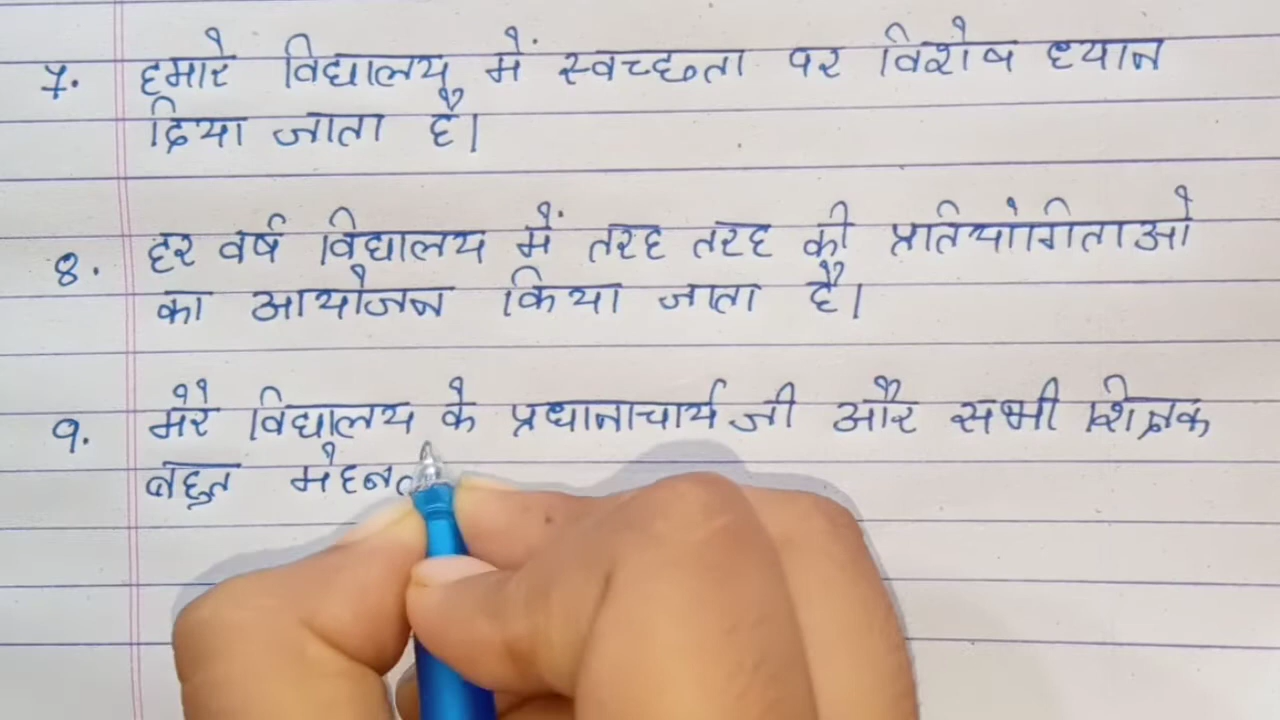 7. हमारे विद्यालय में स्वच्छता पर विशेष ध्यान
दिया जाता है।
8. हर वर्ष विद्यालय में तरह तरह की प्रतियोगिताओ
का आयोजन किया जाता है।
9. मेरे विद्यालय के प्रधानाचार्य जी और सभी शिक्षक
बहुत मेहनत